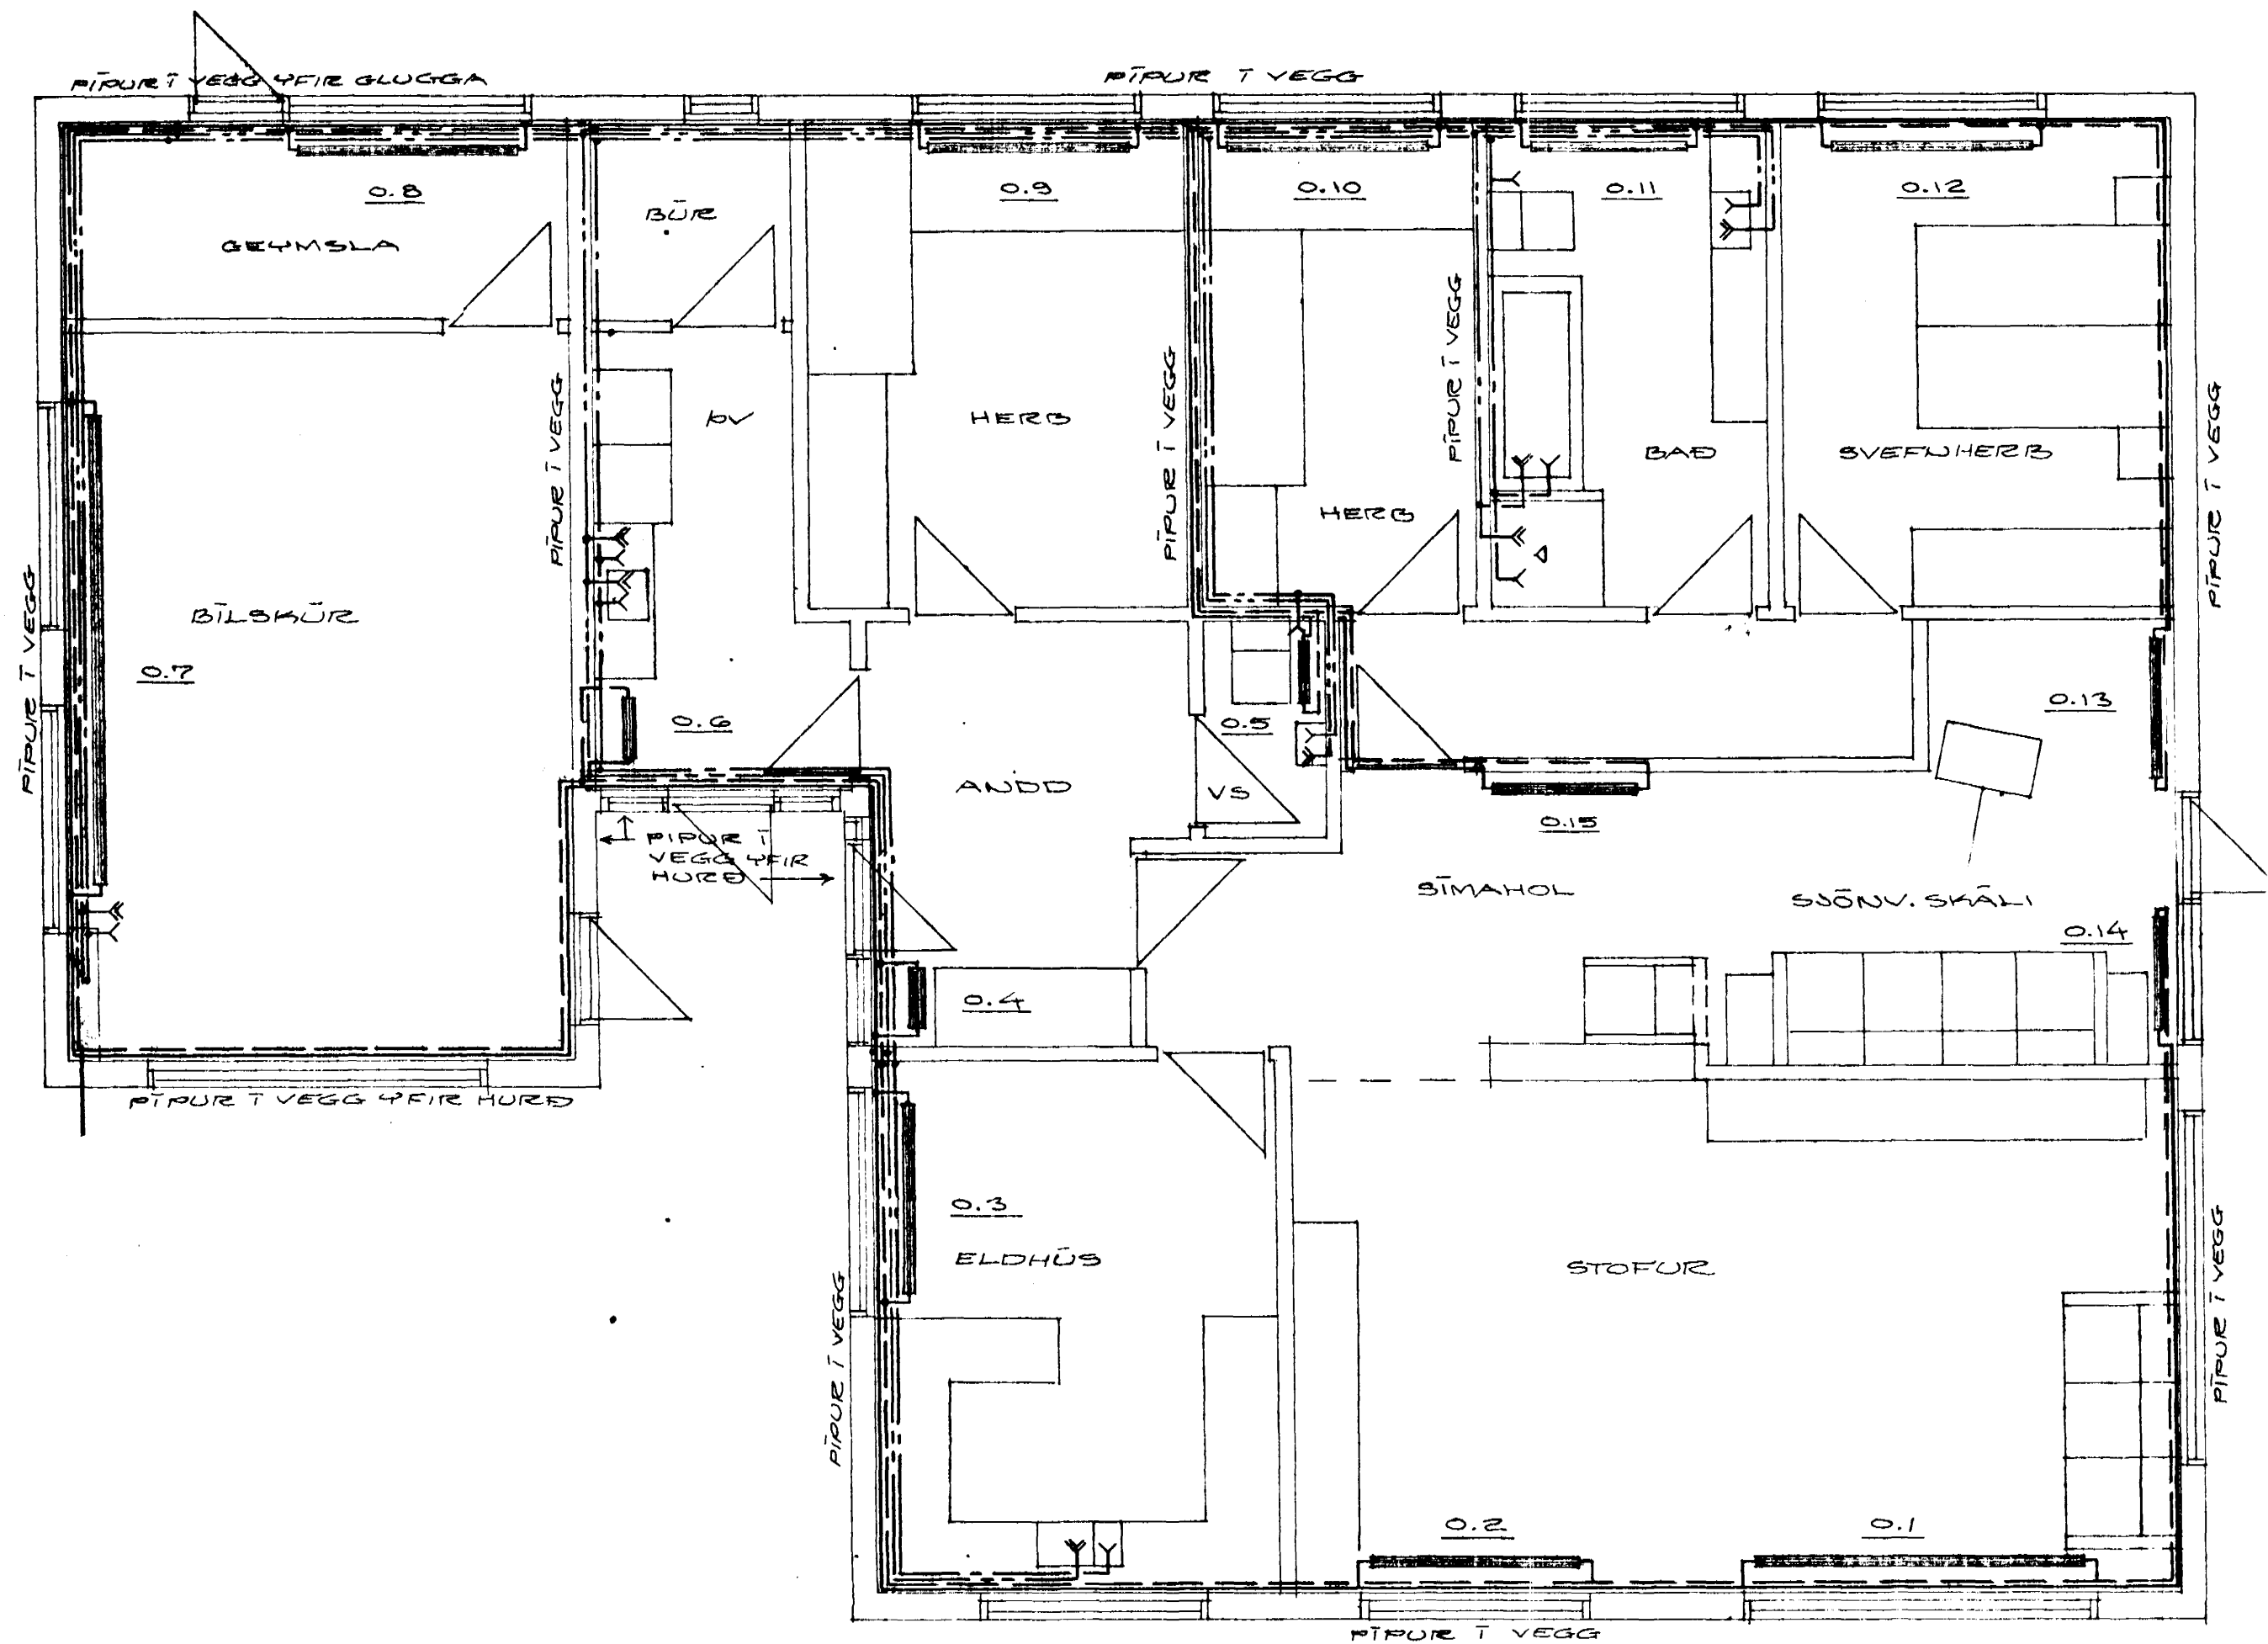 PÍPUR Í VEGG YFIR GLUGGA
PÍPUR Í VEGG
0.8
GEYMSLA
BÚR
0.9
0.10
0.11
0.12
PÍPUR Í VEGG
ÞV
HERB
PÍPUR Í VEGG
HERB
PÍPUR Í VEGG
BAÐ
SVEFNHERB
PÍPUR Í VEGG
PÍPUR Í VEGG
BÍLSKÚR
0.7
0.6
0.5
0.13
ANDD
VS
0.15
PÍPUR Í
VEGG YFIR
HURÐ
SÍMAHOL
SJÓNV. SKÁLI
0.14
0.4
PÍPUR Í VEGG YFIR HURÐ
0.3
ELDHÚS
STOFUR
PÍPUR Í VEGG
PÍPUR Í VEGG
0.2
0.1
PÍPUR Í VEGG